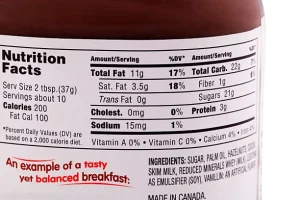 Nutrition
Facts
Serv Size 2 tbsp.(37g)
Servings about 10
Calories 200
Fat Cal 100
*Percent Daily Values (DV) are
based on a 2,000 calorie diet.
Amount/Serving %DV*
Total Fat 11g 17%
Sat. Fat 3.5g 18%
Trans Fat 0g
Cholest. 0mg 0%
Sodium 15mg 1%
Amount/Serving %DV*
Total Carb. 22g
Fiber 1g
Sugars 21g
Protein 3g
Vitamin A 0% • Vitamin C 0% • Calcium 4% •
An example of a tasty
yet balanced breakfast:
INGREDIENTS: SUGAR, PALM OIL, HAZELNUTS, COCOA,
SKIM MILK, REDUCED MINERALS WHEY MILK,
AS EMULSIFIER (SOY), VANILLIN: AN ARTIFICIAL
MADE IN CANADA.